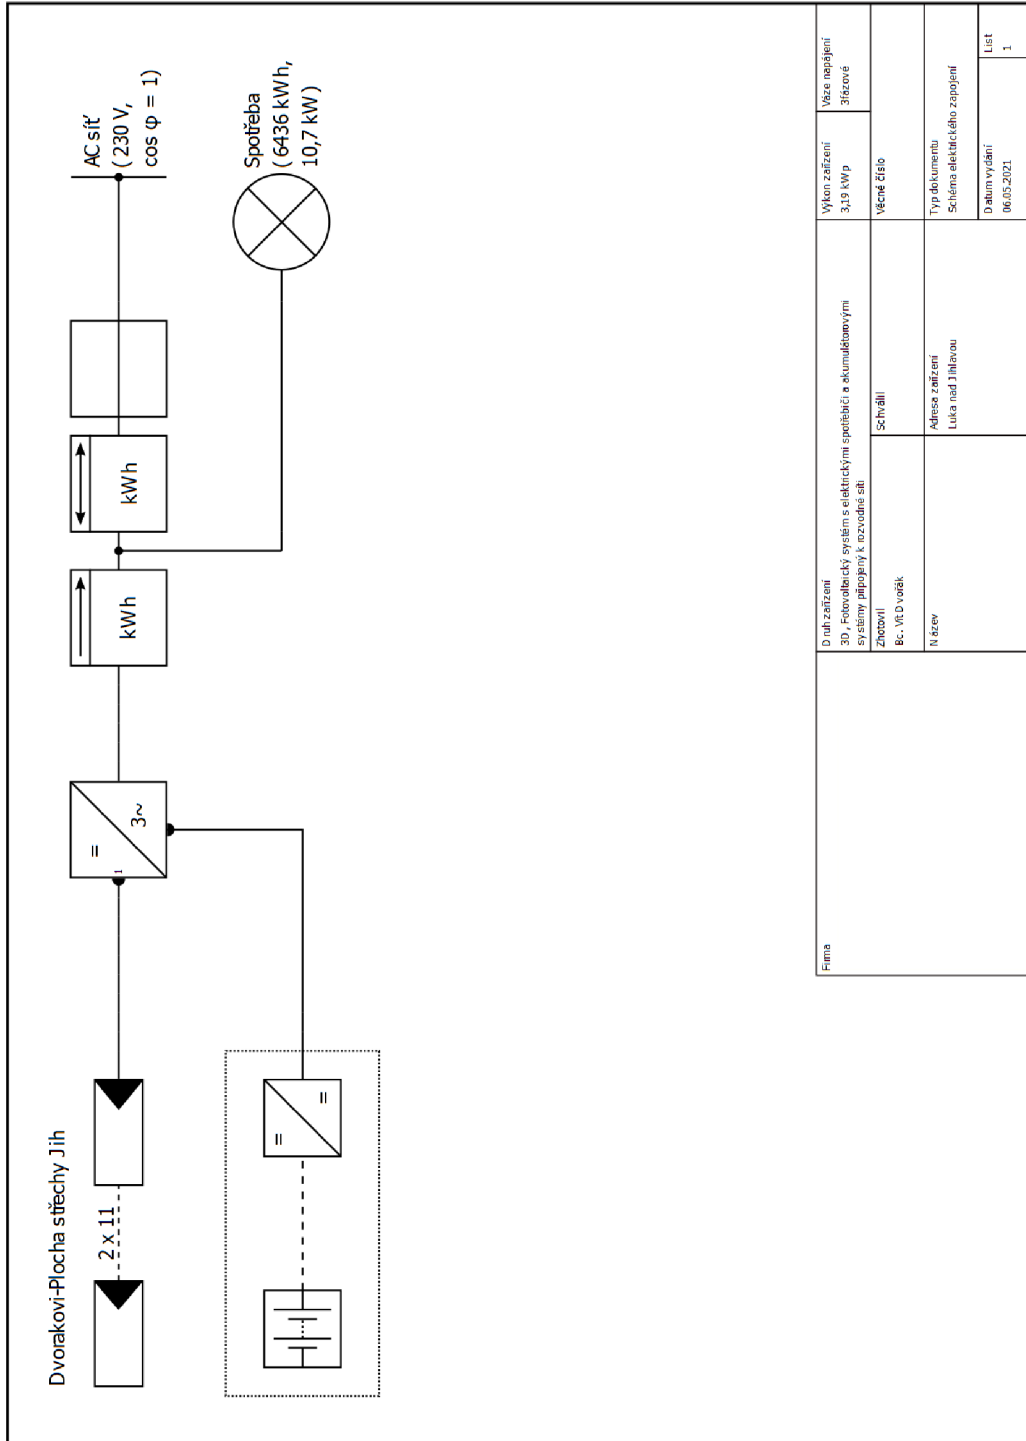 Dvorakovi-Plocha střechy Jih
2 x 11
=
1
3~
kWh
kWh
AC síť
(230 V,
cos φ = 1)
=
=
Spotřeba
(6436 kWh,
10,7 kW)
Firma
Druh zařízení
3D, Fotovoltaický systém s elektrickými spotřebiči a akumulátorovými
systémy připojený k rozvodné síti
Výkon zařízení
3,19 kWp
Váze napájení
3fázové
Zhotovil
Bc. Vít Dvořák
Schválil
Věcné číslo
Název
Adresa zařízení
Luka nad Jihlavou
Typ dokumentu
Schéma elektrického zapojení
Datum vydání
06.05.2021
List
1